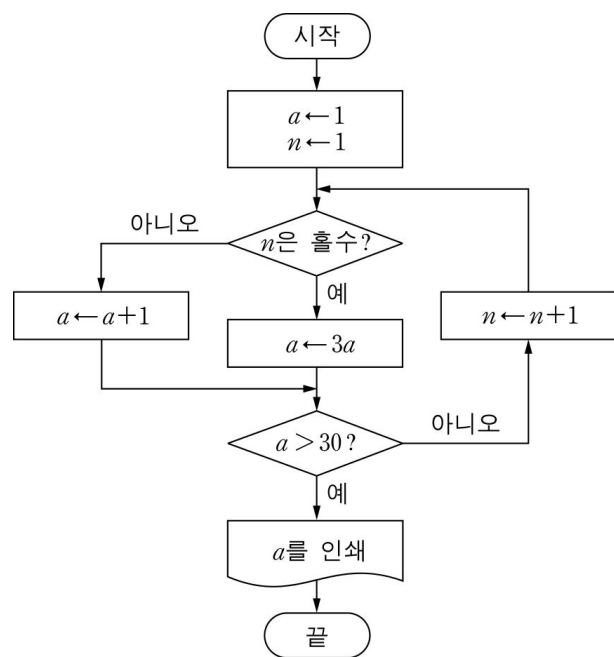 시작
a←1
n←1
아니오
n은 홀수?
예
a←a+1
a←3a
n←n+1
a>30?
아니오
예
a를 인쇄
끝